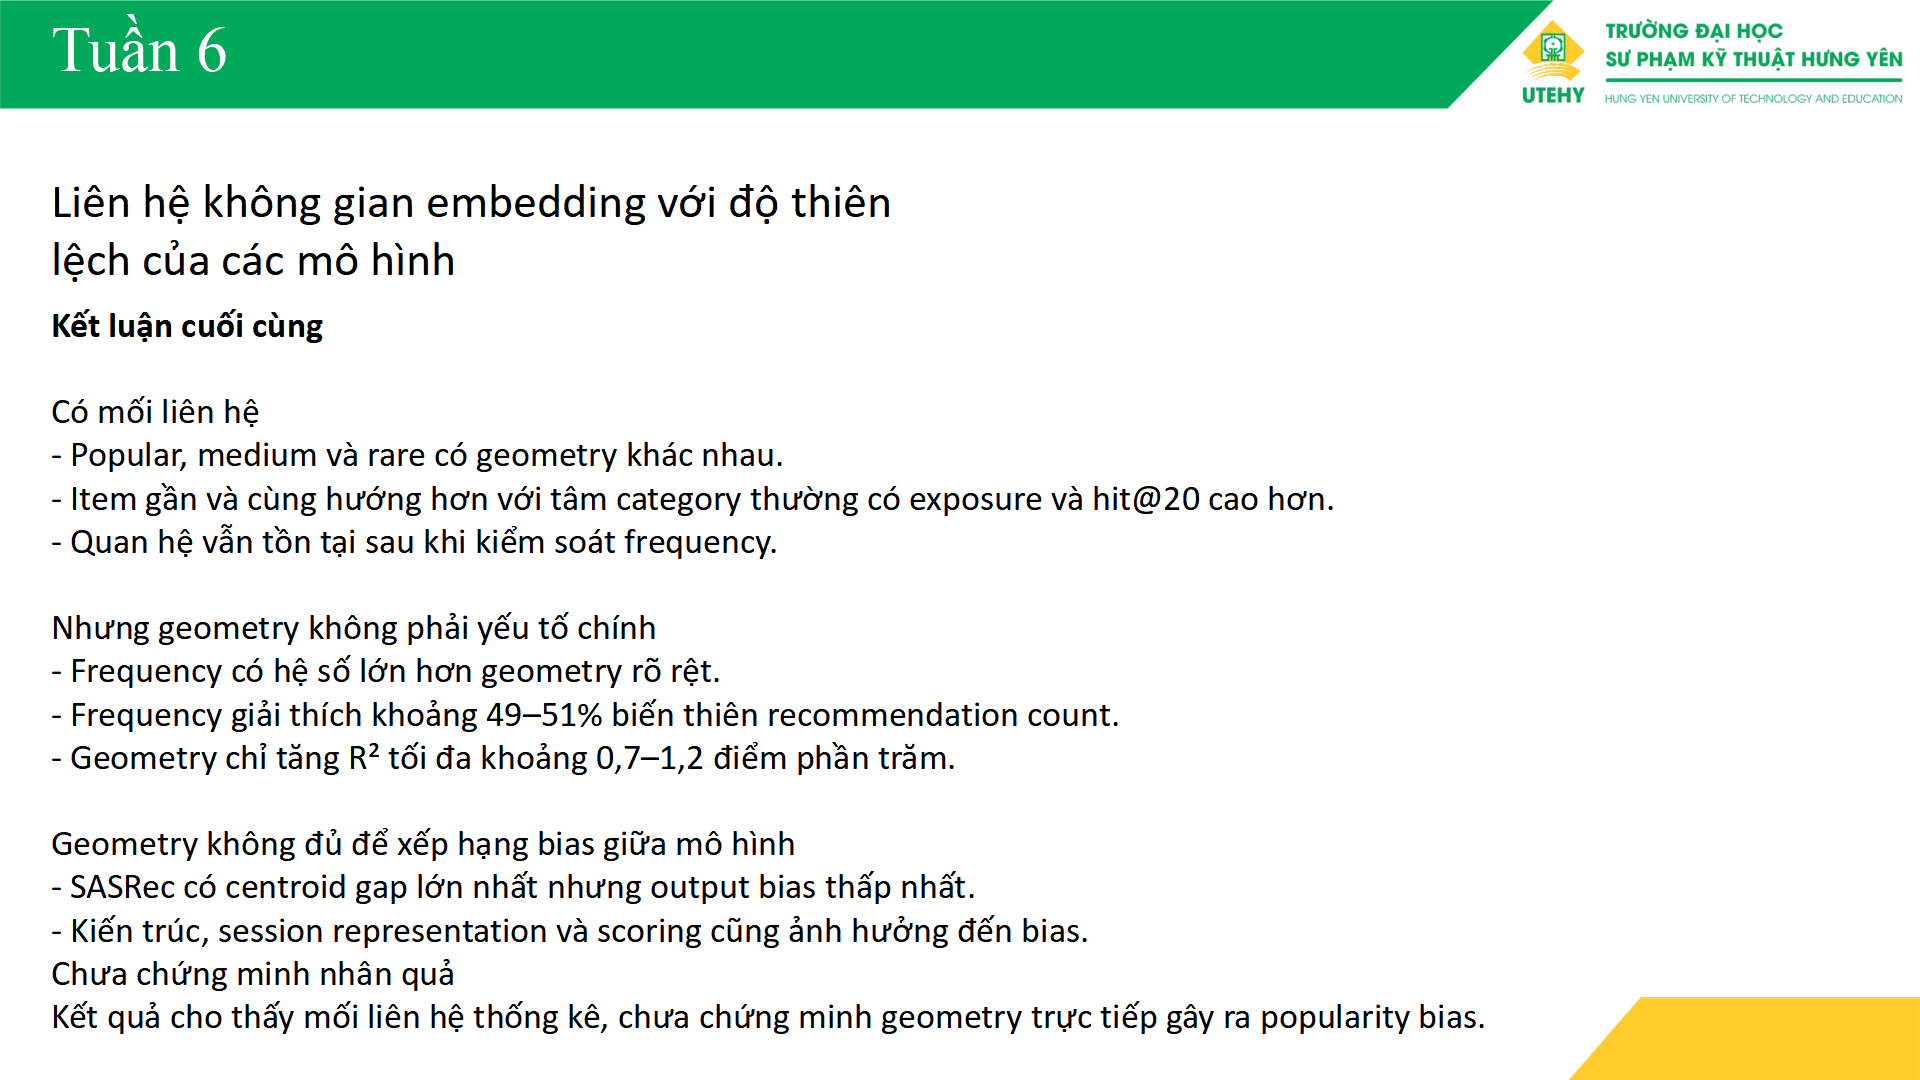 Tuần 6
TRƯỜNG ĐẠI HỌC
SƯ PHẠM KỸ THUẬT HƯNG YÊN
UTEHY
HUNG YEN UNIVERSITY OF TECHNOLOGY AND EDUCATION
Liên hệ không gian embedding với độ thiên
lệch của các mô hình
Kết luận cuối cùng
Có mối liên hệ
- Popular, medium và rare có geometry khác nhau.
- Item gần và cùng hướng hơn với tâm category thường có exposure và hit@20 cao hơn.
- Quan hệ vẫn tồn tại sau khi kiểm soát frequency.
Nhưng geometry không phải yếu tố chính
- Frequency có hệ số lớn hơn geometry rõ rệt.
- Frequency giải thích khoảng 49–51% biến thiên recommendation count.
- Geometry chỉ tăng R² tối đa khoảng 0,7–1,2 điểm phần trăm.
Geometry không đủ để xếp hạng bias giữa mô hình
- SASRec có centroid gap lớn nhất nhưng output bias thấp nhất.
- Kiến trúc, session representation và scoring cũng ảnh hưởng đến bias.
Chưa chứng minh nhân quả
Kết quả cho thấy mối liên hệ thống kê, chưa chứng minh geometry trực tiếp gây ra popularity bias.